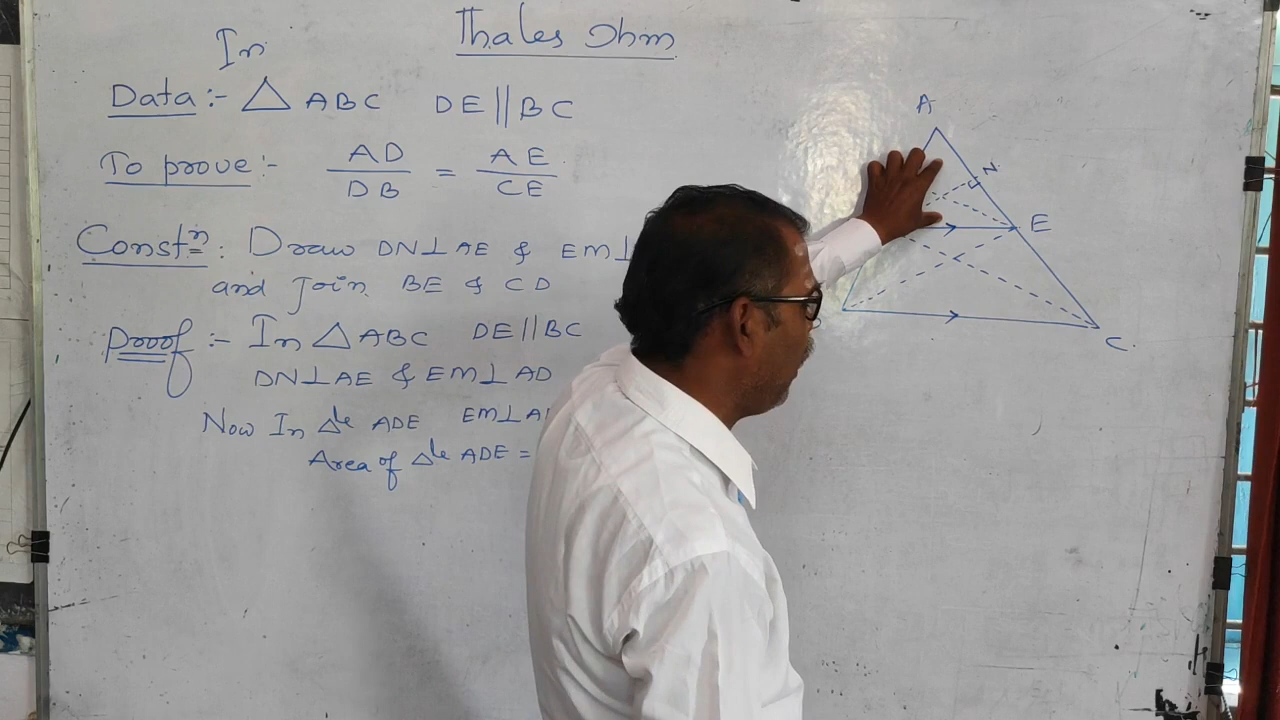 Thales Thm
In
Data :- △ ABC DE || BC
To prove :- AD/DB = AE/CE
Constⁿ : Draw DN⊥AE & EM⊥
and Join BE & CD
Proof :- In △ABC DE||BC
DN⊥AE & EM⊥AD
Now In △le ADE EM⊥A
Area of △le ADE =
A
N
E
C.